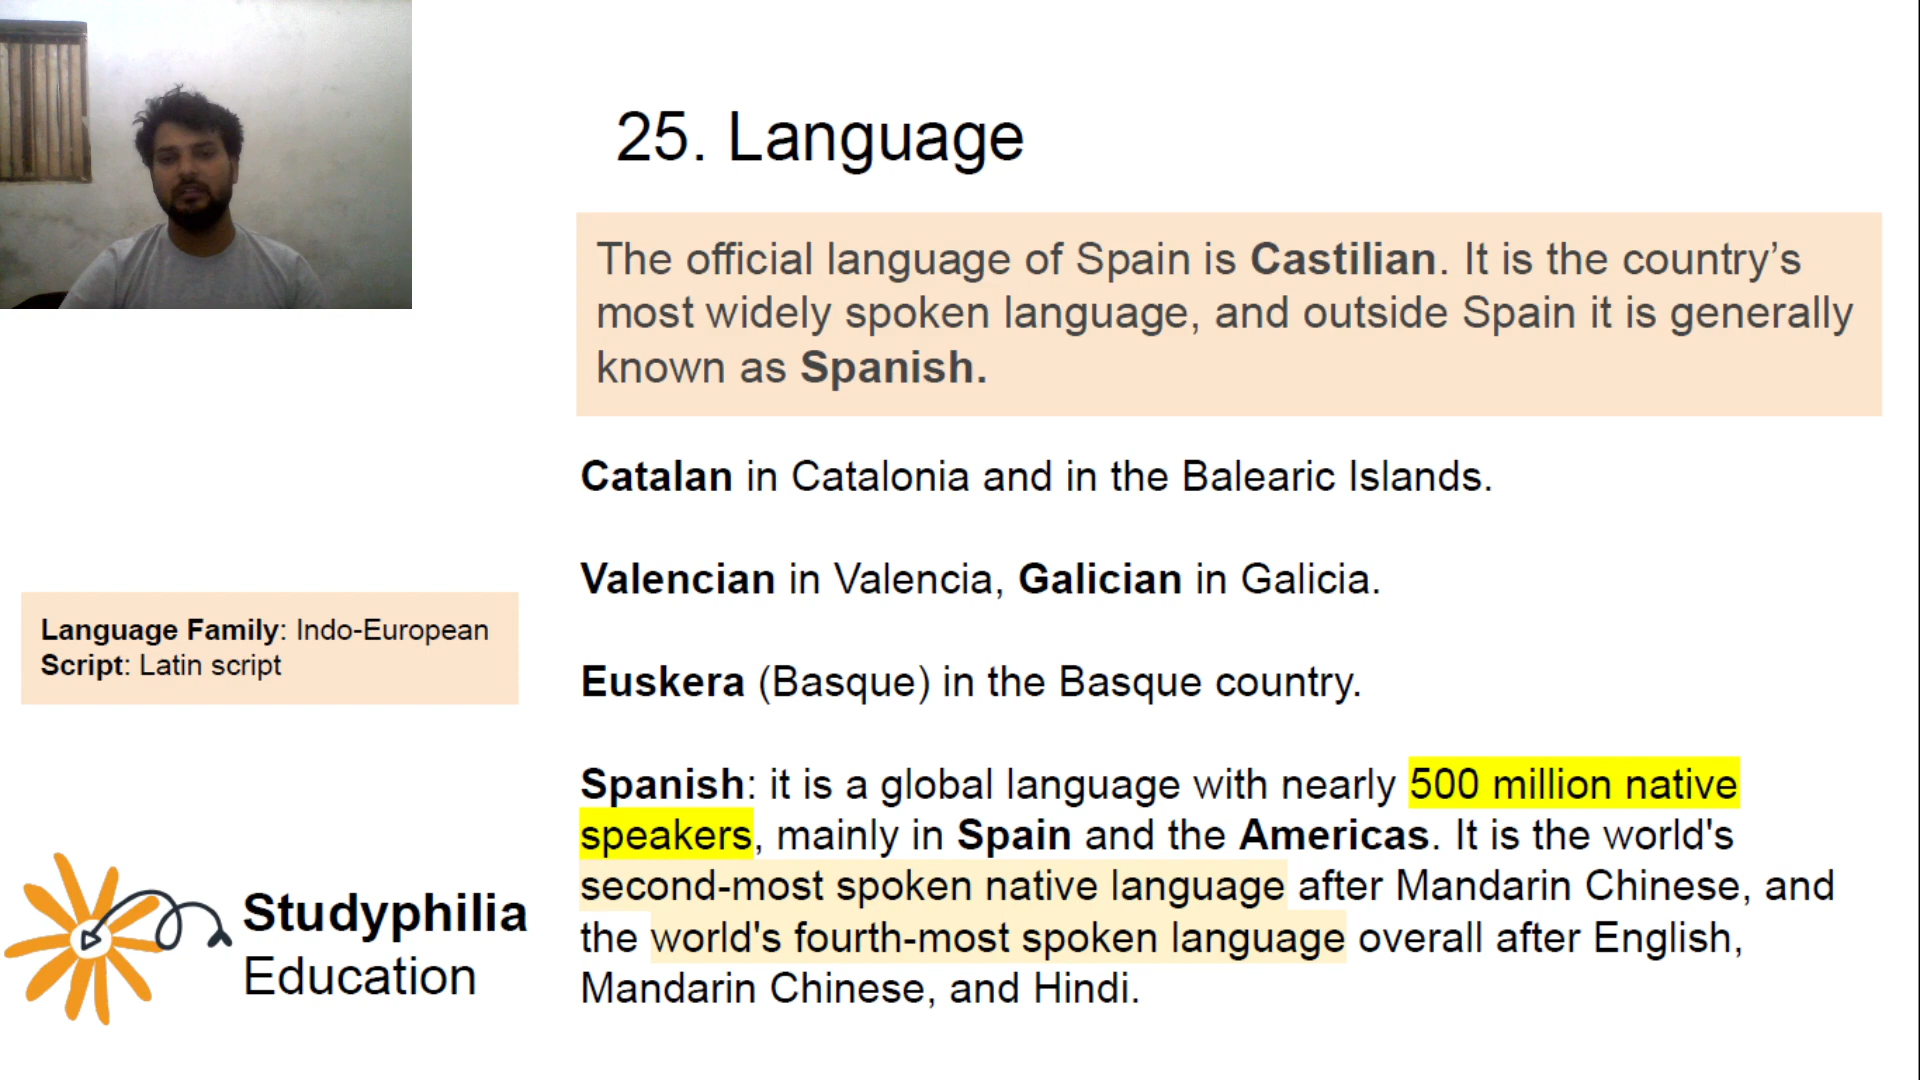 25. Language
The official language of Spain is Castilian. It is the country’s
most widely spoken language, and outside Spain it is generally
known as Spanish.
Catalan in Catalonia and in the Balearic Islands.
Valencian in Valencia, Galician in Galicia.
Euskera (Basque) in the Basque country.
Spanish: it is a global language with nearly 500 million native
speakers, mainly in Spain and the Americas. It is the world's
second-most spoken native language after Mandarin Chinese, and
the world's fourth-most spoken language overall after English,
Mandarin Chinese, and Hindi.
Language Family: Indo-European
Script: Latin script
Studyphilia
Education